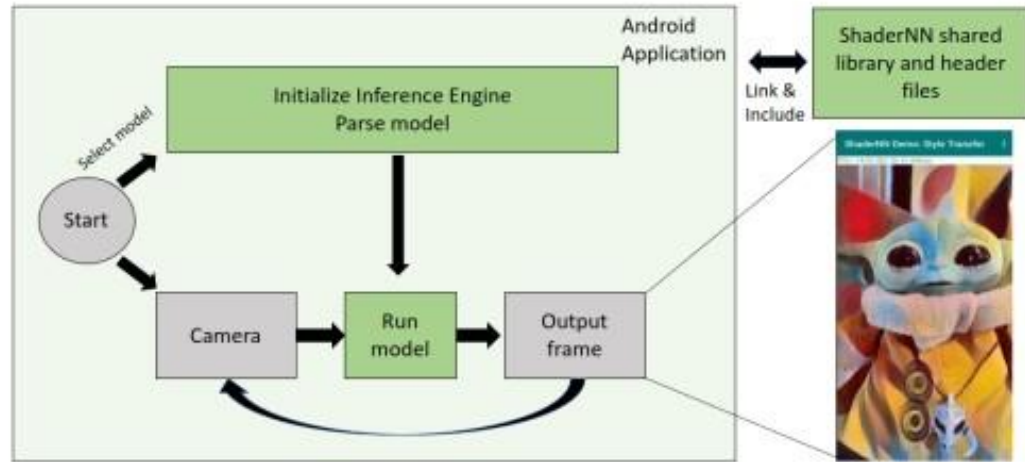 Android
Application
ShaderNN shared
library and header
files
Link &
Include
Initialize Inference Engine
Parse model
Select model
Start
Camera
Run
model
Output
frame
ShaderNN Demo: Style Transfer